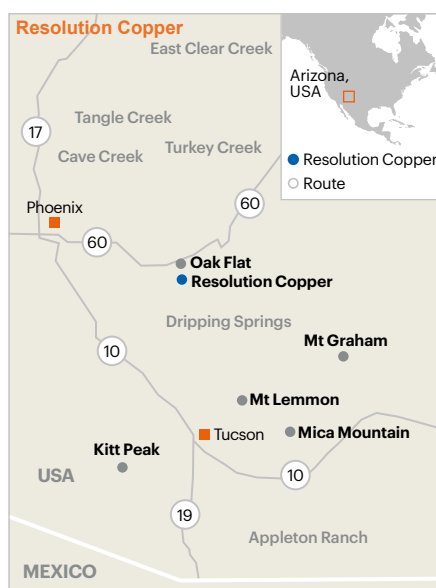 Resolution Copper
East Clear Creek
Arizona,
USA
Resolution Copper
Route
17
Tangle Creek
Turkey Creek
Cave Creek
Phoenix
60
60
Oak Flat
Resolution Copper
Dripping Springs
10
Mt Graham
Mt Lemmon
Tucson
Mica Mountain
Kitt Peak
USA
10
19
Appleton Ranch
MEXICO